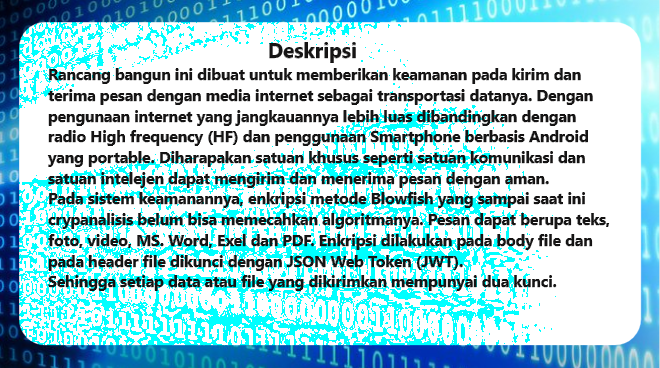 Deskripsi
Rancang bangun ini dibuat untuk memberikan keamanan pada kirim dan
terima pesan dengan media internet sebagai transportasi datanya. Dengan
pengunaan internet yang jangkauannya lebih luas dibandingkan dengan
radio High frequency (HF) dan penggunaan Smartphone berbasis Android
yang portable. Diharapakan satuan khusus seperti satuan komunikasi dan
satuan intelejen dapat mengirim dan menerima pesan dengan aman.
Pada sistem keamanannya, enkripsi metode Blowfish yang sampai saat ini
crypanalisis belum bisa memecahkan algoritmanya. Pesan dapat berupa teks,
foto, video, MS. Word, Exel dan PDF. Enkripsi dilakukan pada body file dan
pada header file dikunci dengan JSON Web Token (JWT).
Sehingga setiap data atau file yang dikirimkan mempunyai dua kunci.